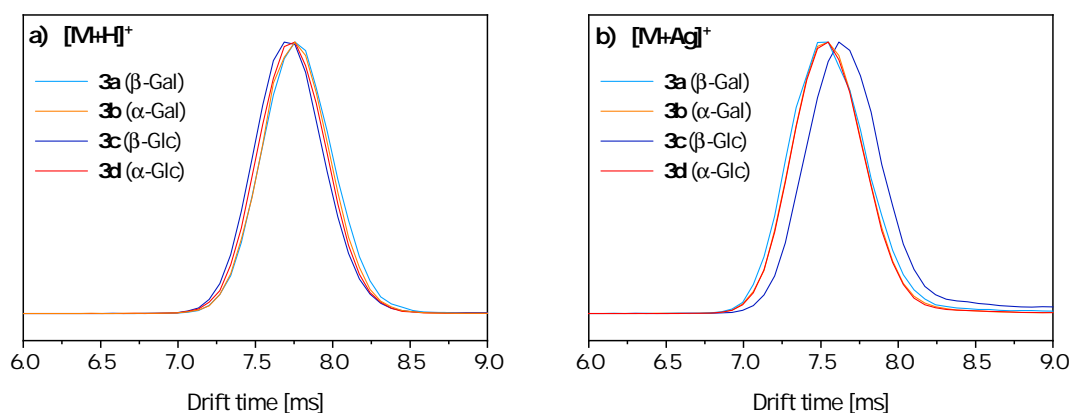 a) [M+H]⁺
3a (β-Gal)
3b (α-Gal)
3c (β-Glc)
3d (α-Glc)
6.0 6.5 7.0 7.5 8.0 8.5 9.0
Drift time [ms]
b) [M+Ag]⁺
3a (β-Gal)
3b (α-Gal)
3c (β-Glc)
3d (α-Glc)
6.0 6.5 7.0 7.5 8.0 8.5 9.0
Drift time [ms]